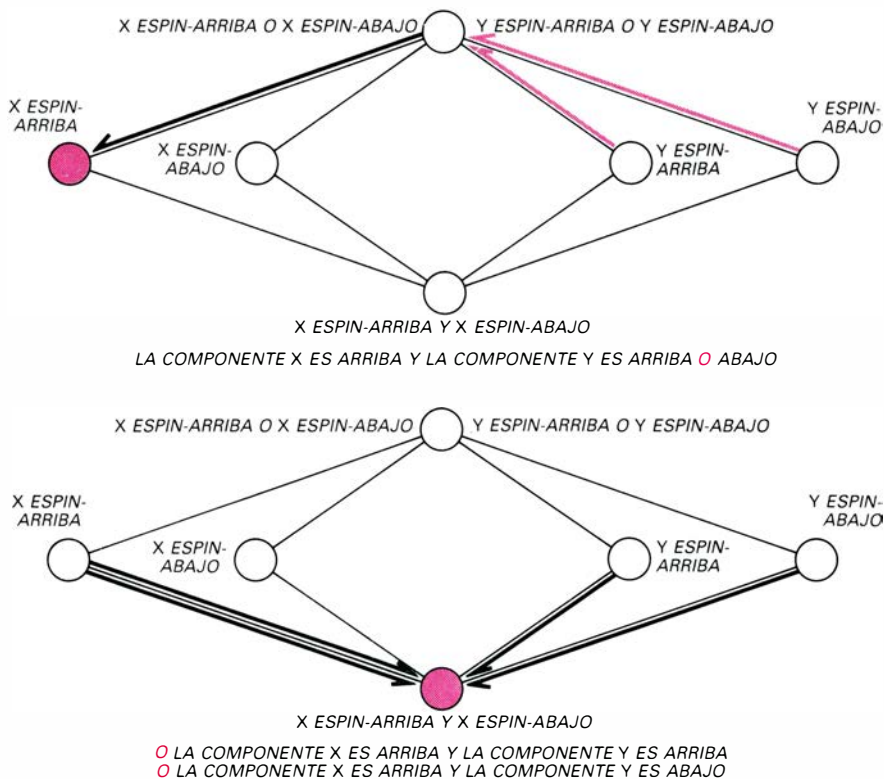 X ESPIN-ARRIBA O X ESPIN-ABAJO
Y ESPIN-ARRIBA O Y ESPIN-ABAJO
X ESPIN-
ARRIBA
X ESPIN-
ABAJO
Y ESPIN-
ARRIBA
Y ESPIN-
ABAJO
X ESPIN-ARRIBA Y X ESPIN-ABAJO
LA COMPONENTE X ES ARRIBA Y LA COMPONENTE Y ES ARRIBA O ABAJO
X ESPIN-ARRIBA O X ESPIN-ABAJO
Y ESPIN-ARRIBA O Y ESPIN-ABAJO
X ESPIN-
ARRIBA
X ESPIN-
ABAJO
Y ESPIN-
ARRIBA
Y ESPIN-
ABAJO
X ESPIN-ARRIBA Y X ESPIN-ABAJO
O LA COMPONENTE X ES ARRIBA Y LA COMPONENTE Y ES ARRIBA
O LA COMPONENTE X ES ARRIBA Y LA COMPONENTE Y ES ABAJO